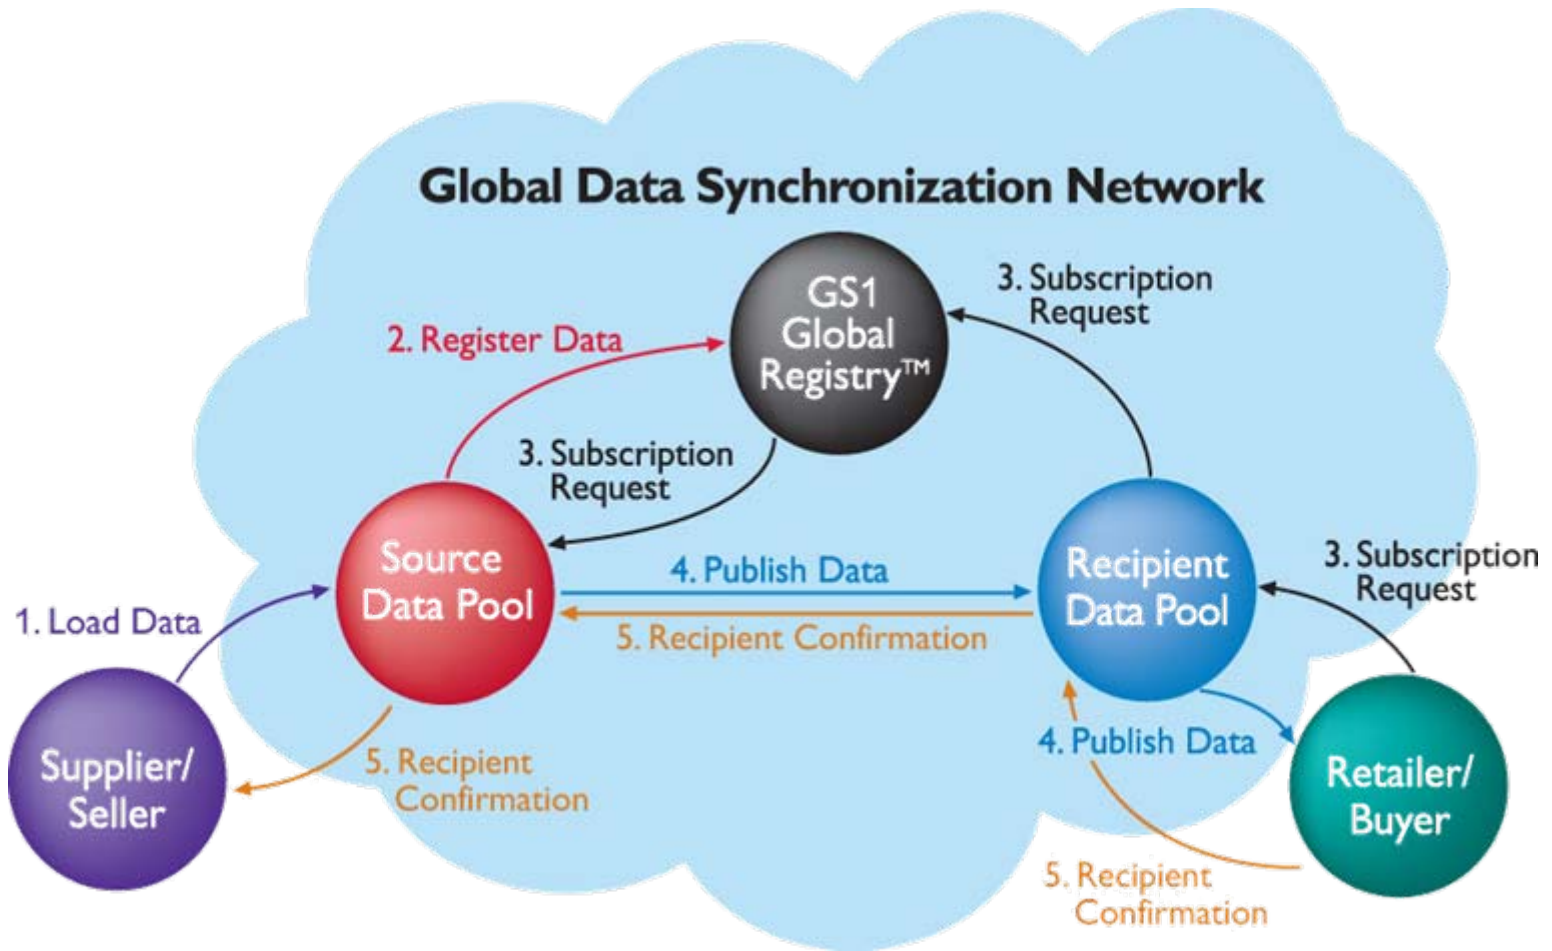 Global Data Synchronization Network
GS1
Global
Registry™
3. Subscription
Request
2. Register Data
3. Subscription
Request
Source
Data Pool
4. Publish Data
5. Recipient Confirmation
Recipient
Data Pool
3. Subscription
Request
1. Load Data
Supplier/
Seller
5. Recipient
Confirmation
4. Publish Data
Retailer/
Buyer
5. Recipient
Confirmation